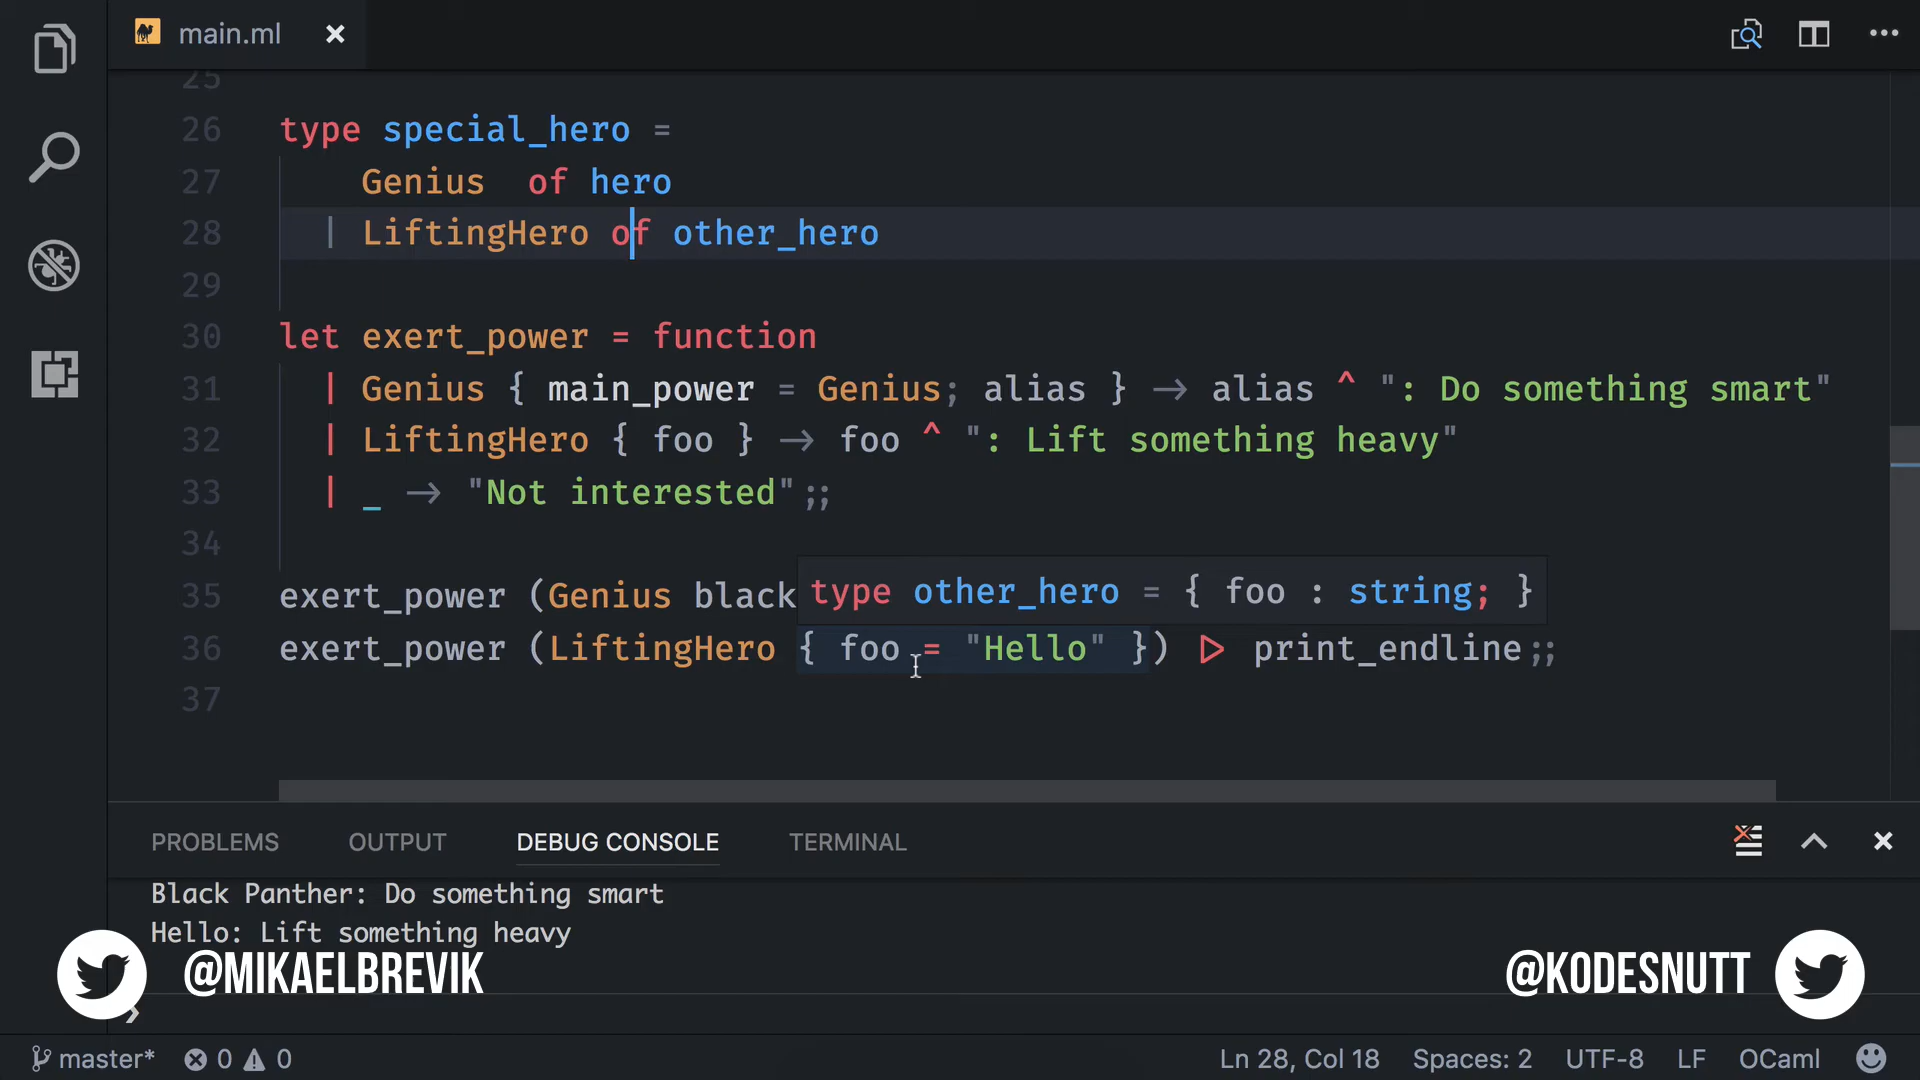 main.ml
25
26 type special_hero =
27 Genius  of hero
28 | LiftingHero of other_hero
29
30 let exert_power = function
31 | Genius { main_power = Genius; alias } → alias ^ ": Do something smart"
32 | LiftingHero { foo } → foo ^ ": Lift something heavy"
33 | _ → "Not interested";;
34
type other_hero = { foo : string; }
35 exert_power (Genius black
36 exert_power (LiftingHero { foo = "Hello" }) |> print_endline;;
37
PROBLEMS OUTPUT DEBUG CONSOLE TERMINAL
Black Panther: Do something smart
Hello: Lift something heavy
@MIKAELBREVIK @KODESNUTT
master* 0 0 Ln 28, Col 18 Spaces: 2 UTF-8 LF OCaml